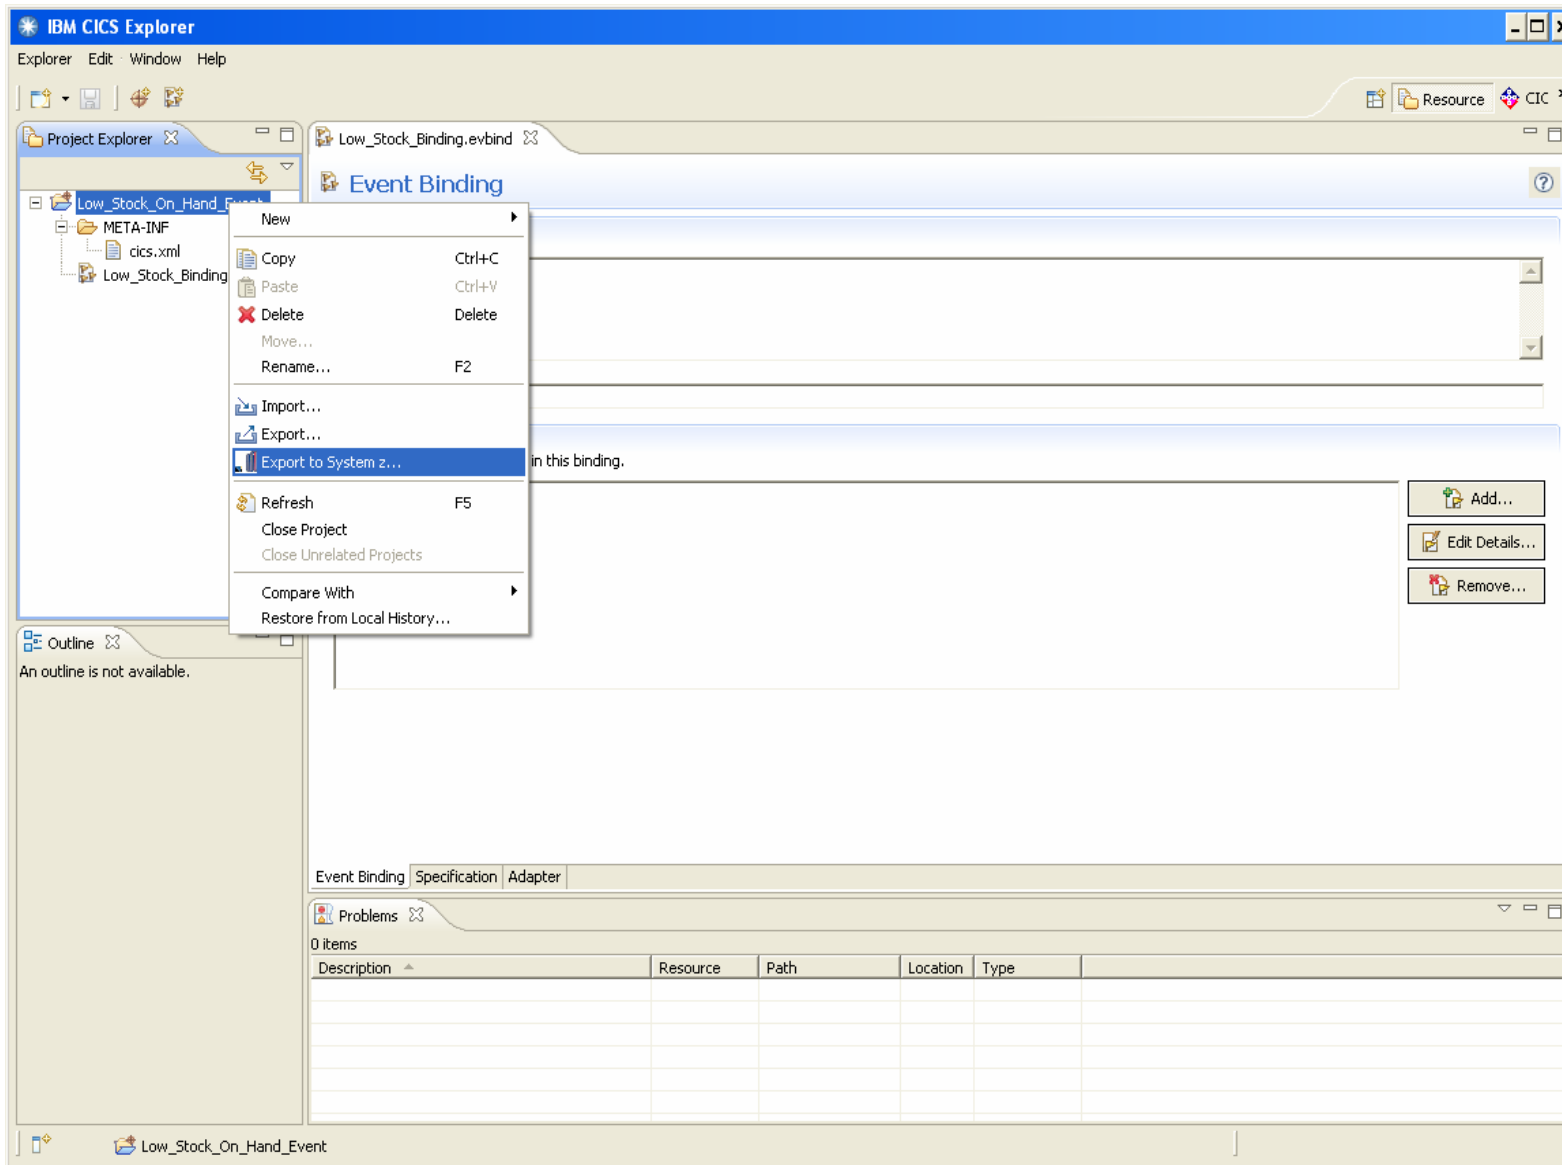 IBM CICS Explorer
Explorer Edit Window Help
Resource CIC
Project Explorer
Low_Stock_Binding.evbind
Event Binding
Low_Stock_On_Hand_Event
META-INF
cics.xml
Low_Stock_Binding
New
Copy Ctrl+C
Paste Ctrl+V
Delete Delete
Move...
Rename... F2
Import...
Export...
Export to System z...
Refresh F5
Close Project
Close Unrelated Projects
Compare With
Restore from Local History...
in this binding.
Add...
Edit Details...
Remove...
Outline
An outline is not available.
Event Binding Specification Adapter
Problems
0 items
Description Resource Path Location Type
Low_Stock_On_Hand_Event